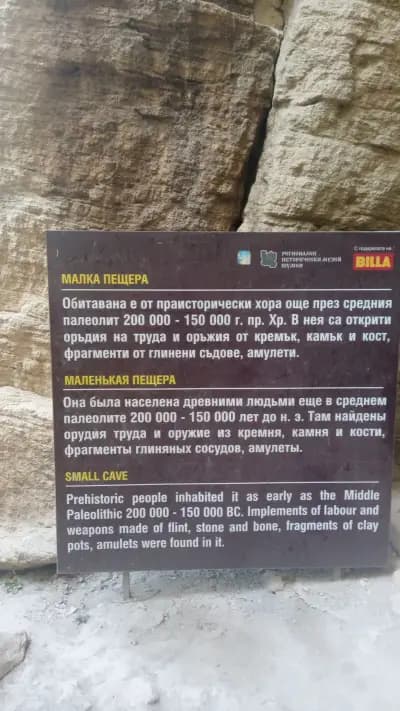 РЕГИОНАЛЕН
ИСТОРИЧЕСКИ МУЗЕЙ
ШУМЕН
С подкрепата на
BILLA
МАЛКА ПЕЩЕРА
Обитавана е от праисторически хора още през средния
палеолит 200 000 - 150 000 г. пр. Хр. В нея са открити
оръдия на труда и оръжия от кремък, камък и кост,
фрагменти от глинени съдове, амулети.
МАЛЕНЬКАЯ ПЕЩЕРА
Она была населена древними людьми еще в среднем
палеолите 200 000 - 150 000 лет до н. э. Там найдены
орудия труда и оружие из кремня, камня и кости,
фрагменты глиняных сосудов, амулеты.
SMALL CAVE
Prehistoric people inhabited it as early as the Middle
Paleolithic 200 000 - 150 000 BC. Implements of labour and
weapons made of flint, stone and bone, fragments of clay
pots, amulets were found in it.